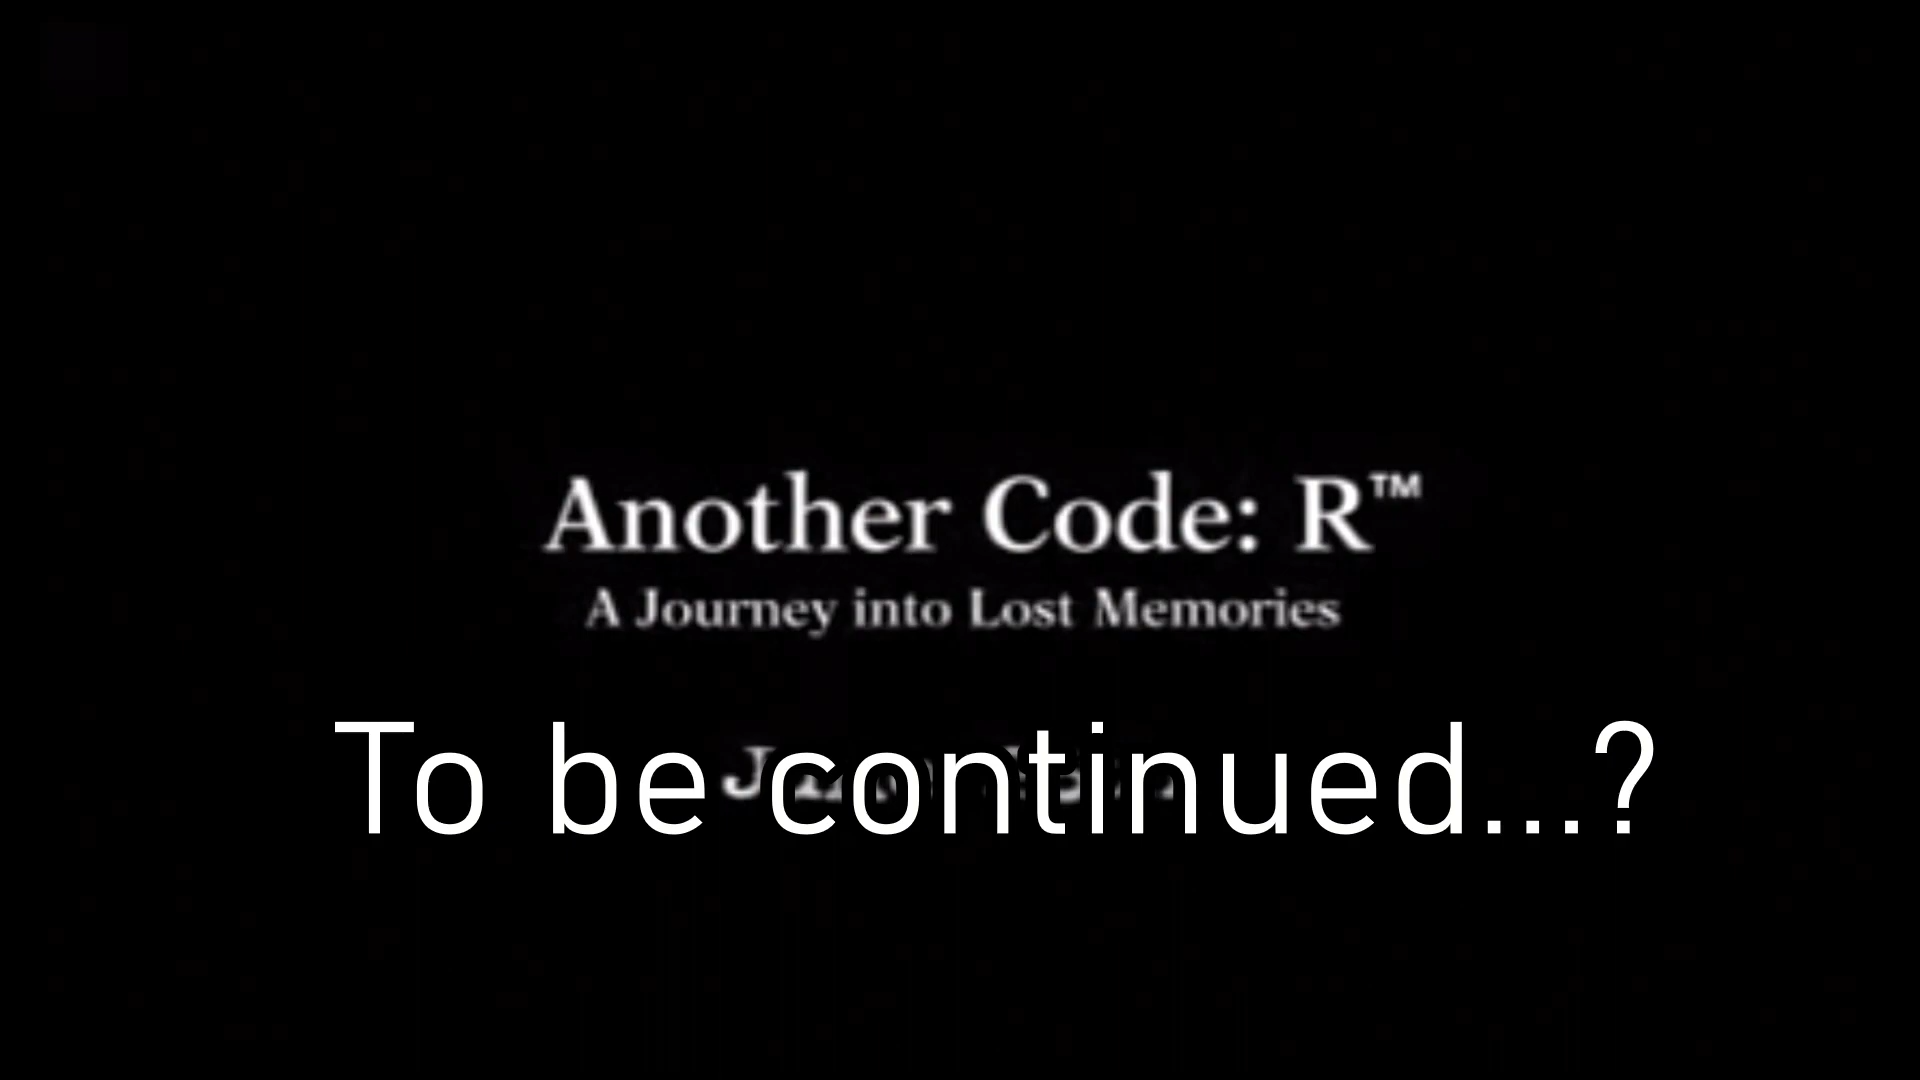 Another Code: R™
A Journey into Lost Memories
To be continued...?